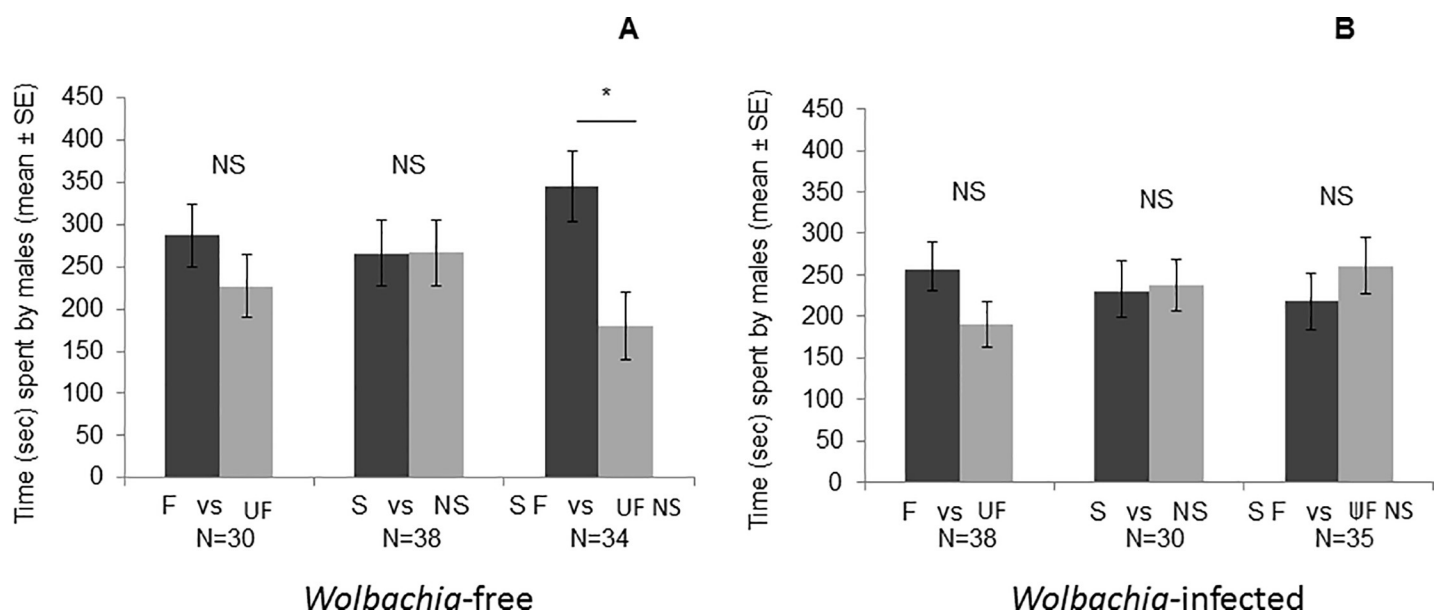 A
Time (sec) spent by males (mean ± SE)
450
400
350
300
250
200
150
100
50
0
NS
NS
*
F vs UF
S vs NS
S F vs UF NS
N=30
N=38
N=34
Wolbachia-free
B
Time (sec) spent by males (mean ± SE)
450
400
350
300
250
200
150
100
50
0
NS
NS
NS
F vs UF
S vs NS
S F vs UF NS
N=38
N=30
N=35
Wolbachia-infected